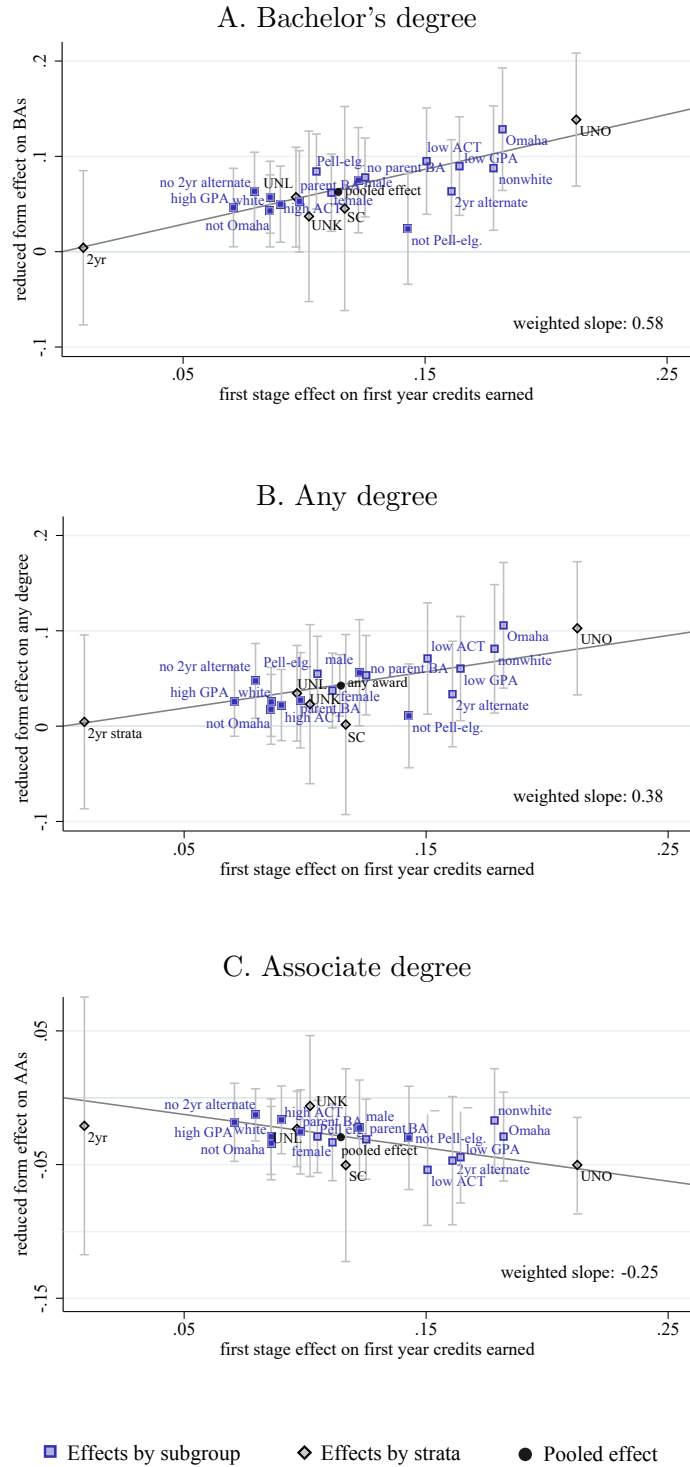 A. Bachelor's degree
reduced form effect on BAs
.2
.1
0
-.1
UNO
Omaha
low ACT
low GPA
nonwhite
2yr alternate
Pell-elg.
no parent BA
male
parent BA
pooled effect
female
no 2yr alternate
UNL
high GPA
white
high ACT
SC
not Omaha
UNK
not Pell-elg.
2yr
weighted slope: 0.58
.05
.15
.25
first stage effect on first year credits earned
B. Any degree
reduced form effect on any degree
.2
.1
0
-.1
Omaha
UNO
low ACT
nonwhite
male
Pell-elg.
no parent BA
no 2yr alternate
low GPA
UNL
any award
high GPA
white
female
UNK
2yr alternate
parent BA
high ACT
not Omaha
not Pell-elg.
2yr strata
SC
weighted slope: 0.38
.05
.15
.25
first stage effect on first year credits earned
C. Associate degree
reduced form effect on AAs
.05
-.05
-.15
no 2yr alternate
UNK
high ACT
male
nonwhite
parent BA
high GPA
white
Pell elg.
parent BA
Omaha
2yr
UNL
not Pell-elg.
not Omaha
female
pooled effect
low GPA
SC
2yr alternate
low ACT
UNO
weighted slope: -0.25
.05
.15
.25
first stage effect on first year credits earned
Effects by subgroup
Effects by strata
Pooled effect